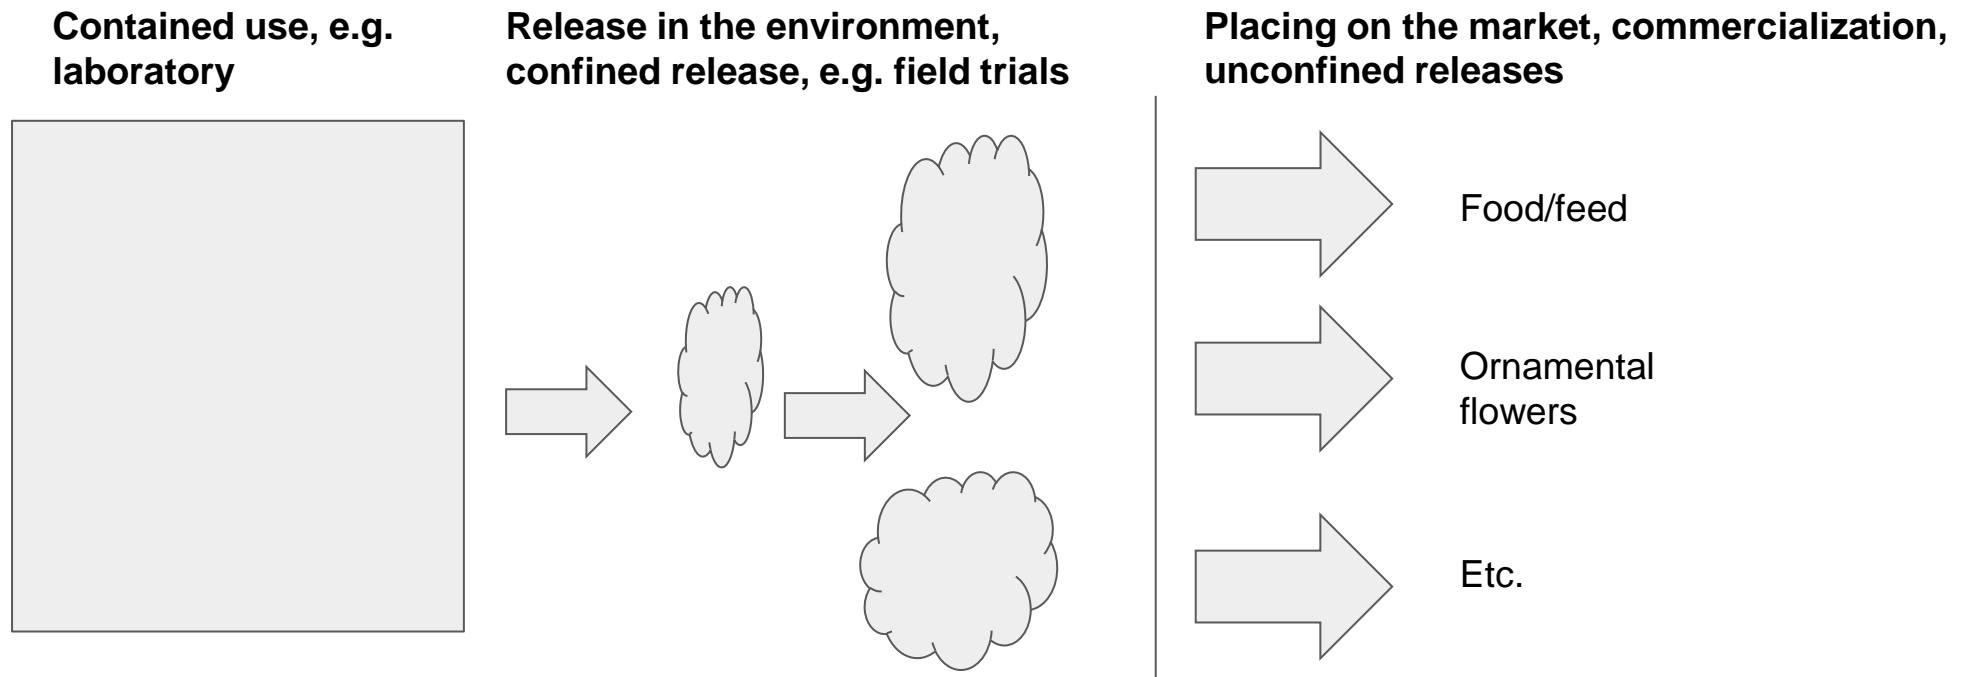 Contained use, e.g.
laboratory
Release in the environment,
confined release, e.g. field trials
Placing on the market, commercialization,
unconfined releases
Food/feed
Ornamental
flowers
Etc.